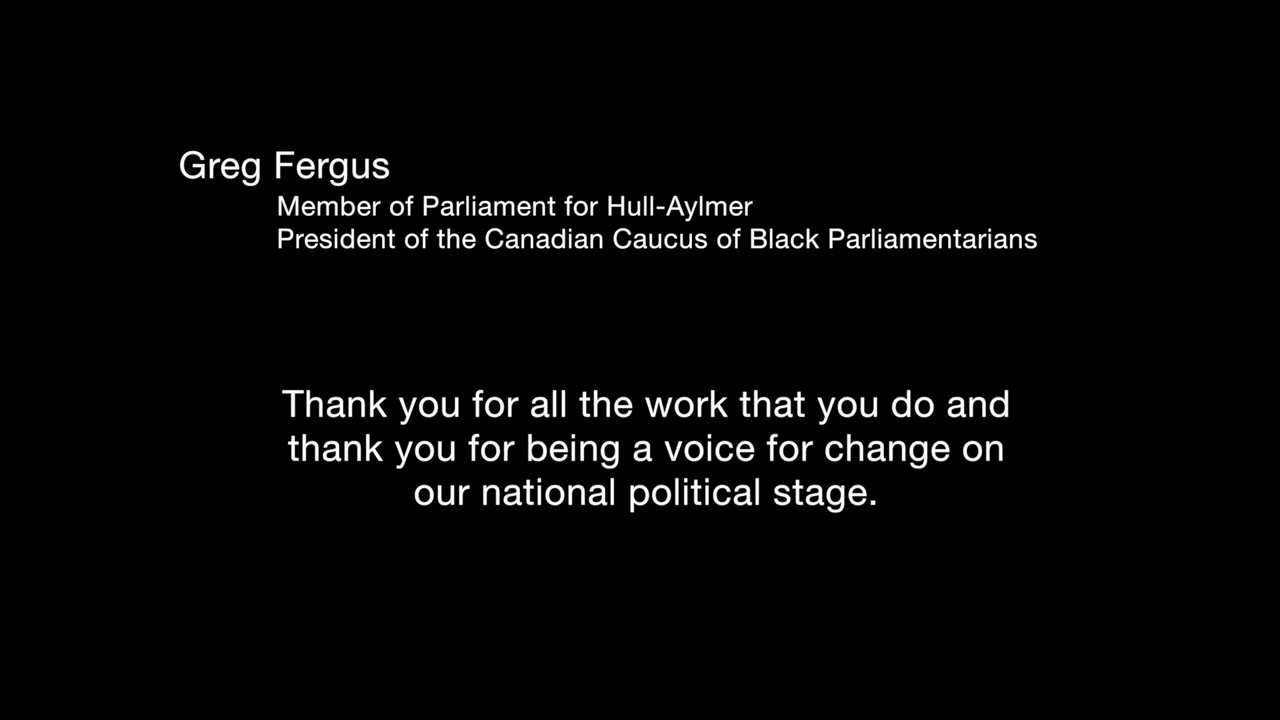 Greg Fergus
Member of Parliament for Hull-Aylmer
President of the Canadian Caucus of Black Parliamentarians
Thank you for all the work that you do and
thank you for being a voice for change on
our national political stage.